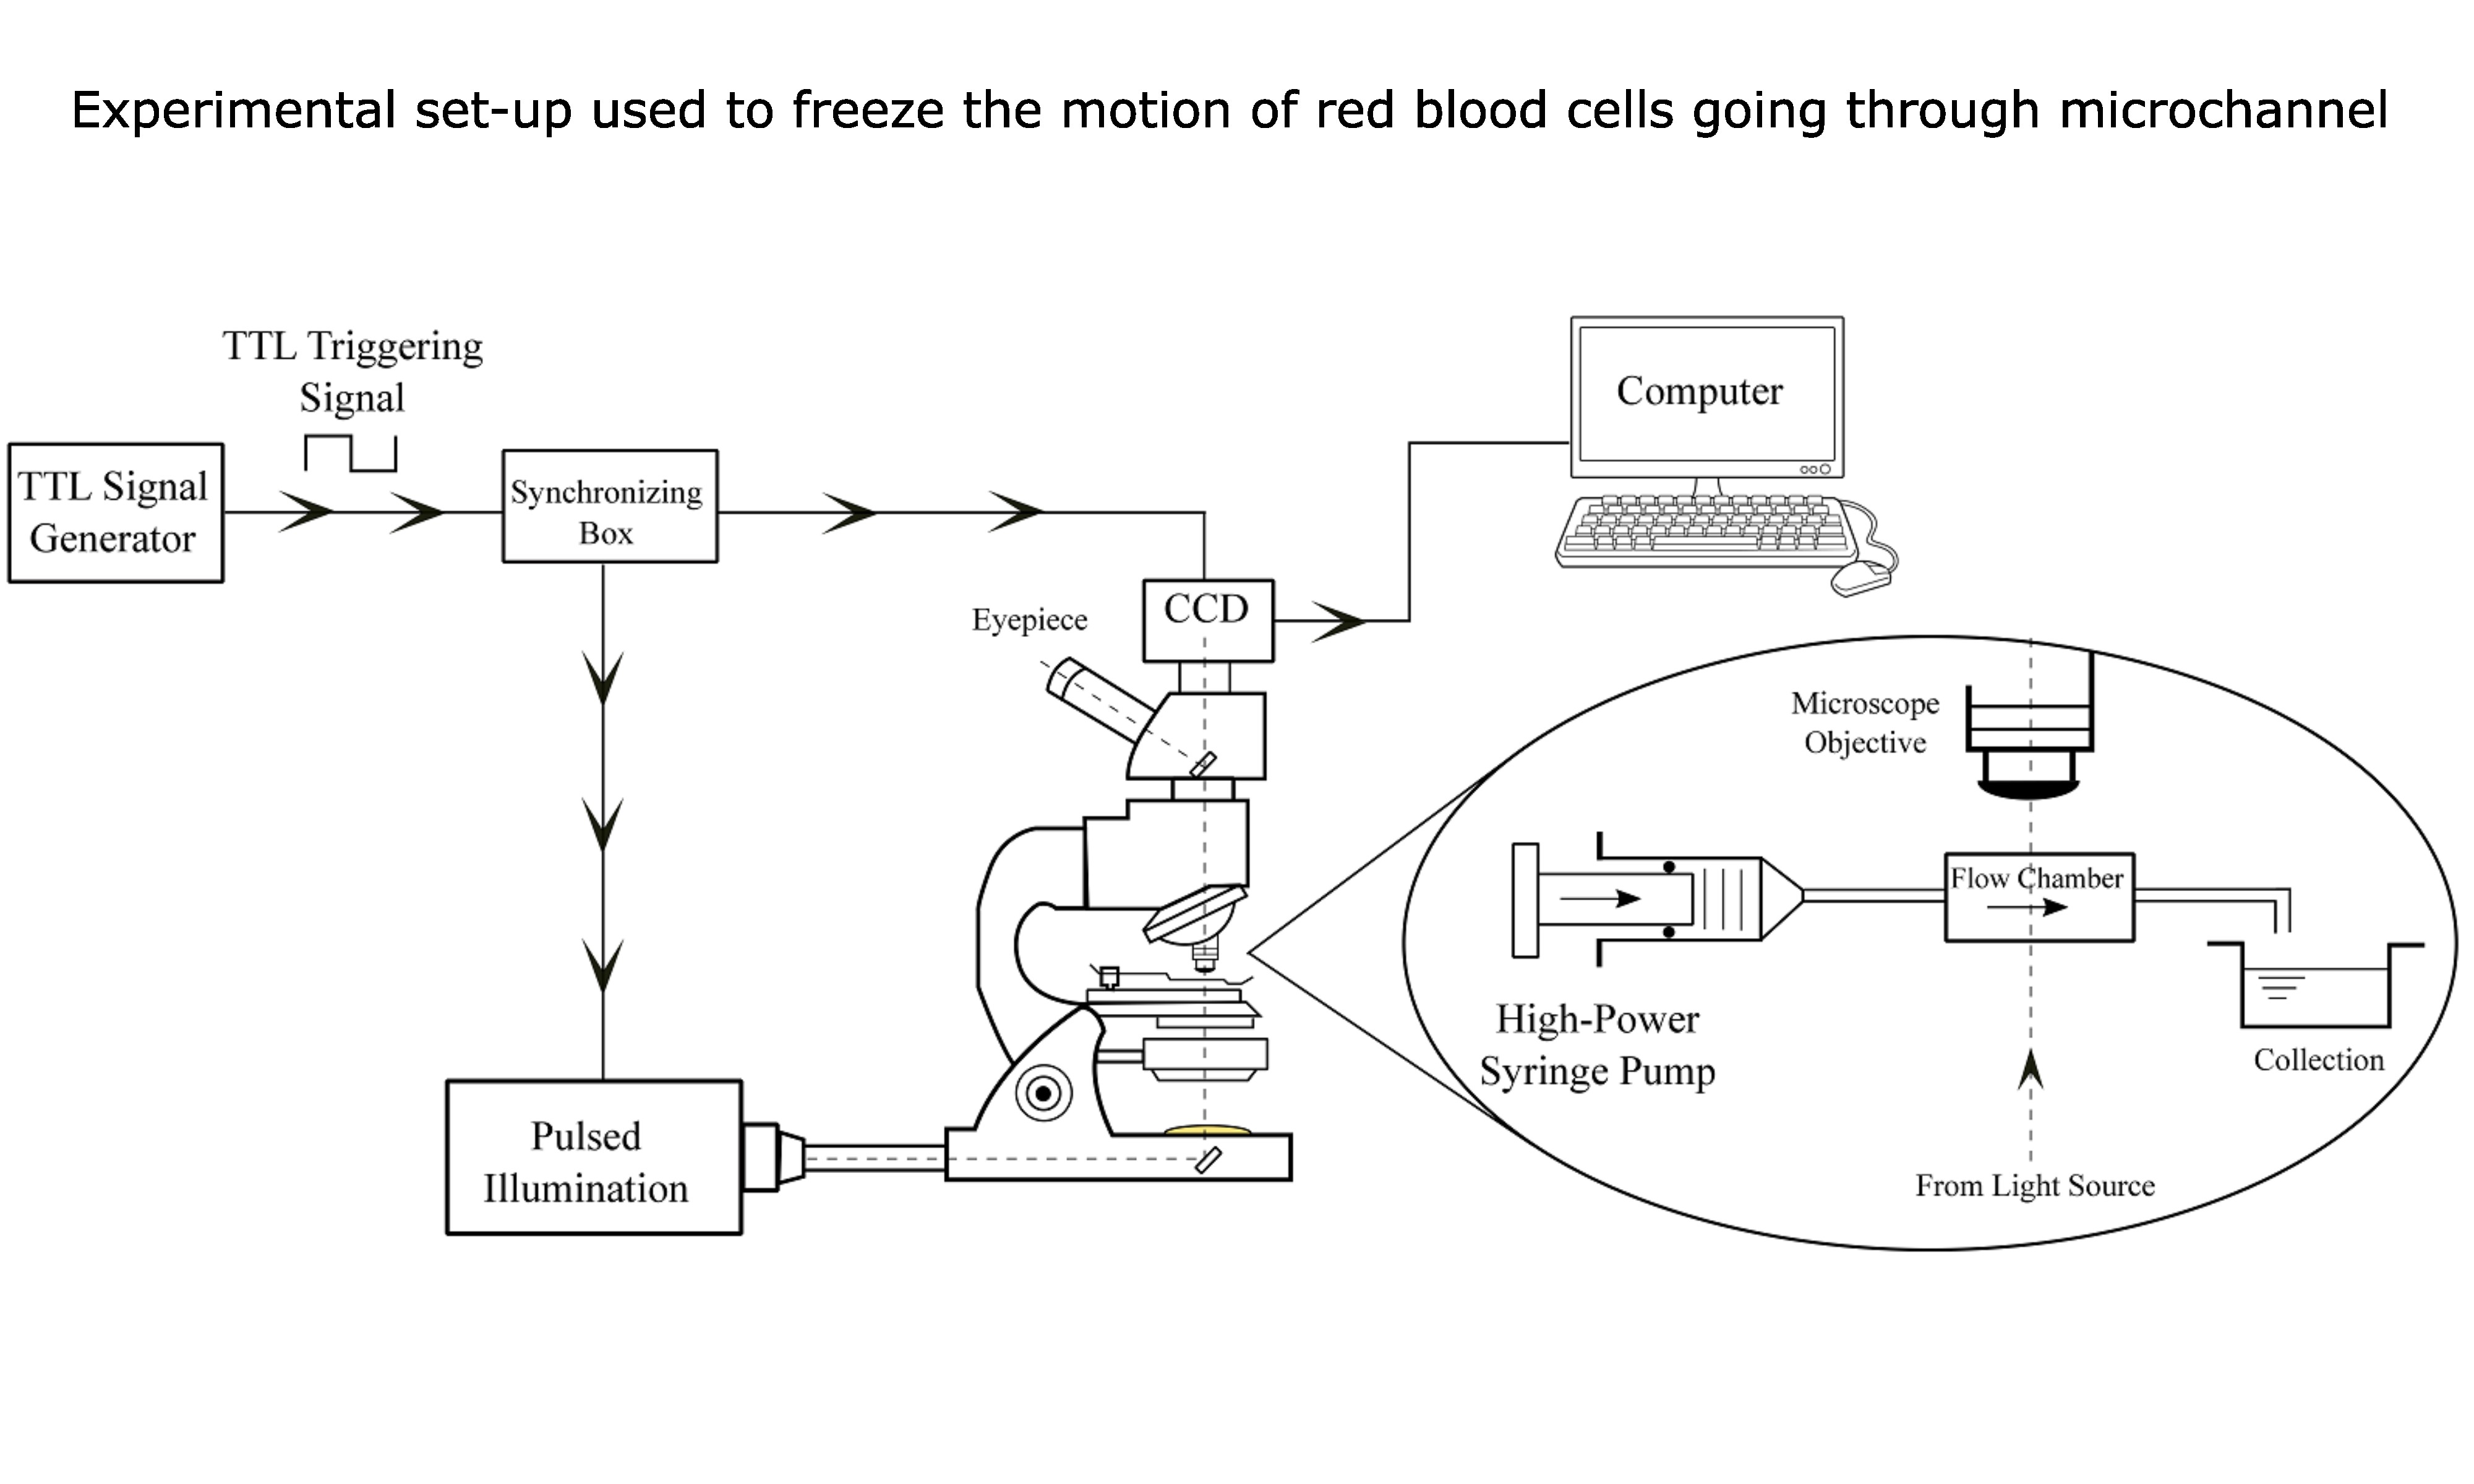 Experimental set-up used to freeze the motion of red blood cells going through microchannel
TTL Triggering
Signal
TTL Signal
Generator
Synchronizing
Box
Computer
CCD
Eyepiece
Microscope
Objective
Flow Chamber
High-Power
Syringe Pump
Collection
From Light Source
Pulsed
Illumination